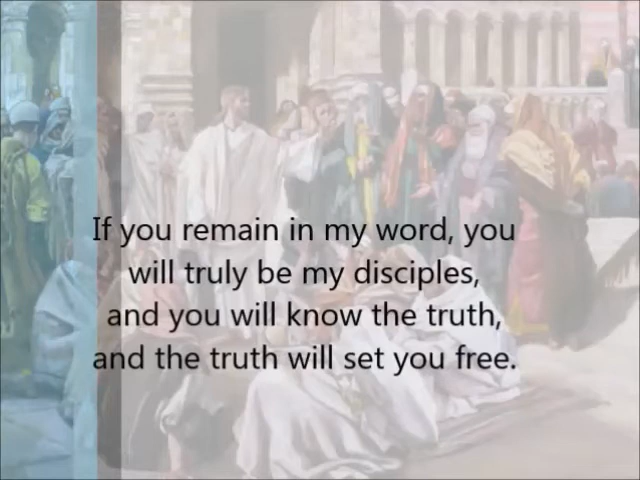 If you remain in my word, you
will truly be my disciples,
and you will know the truth,
and the truth will set you free.